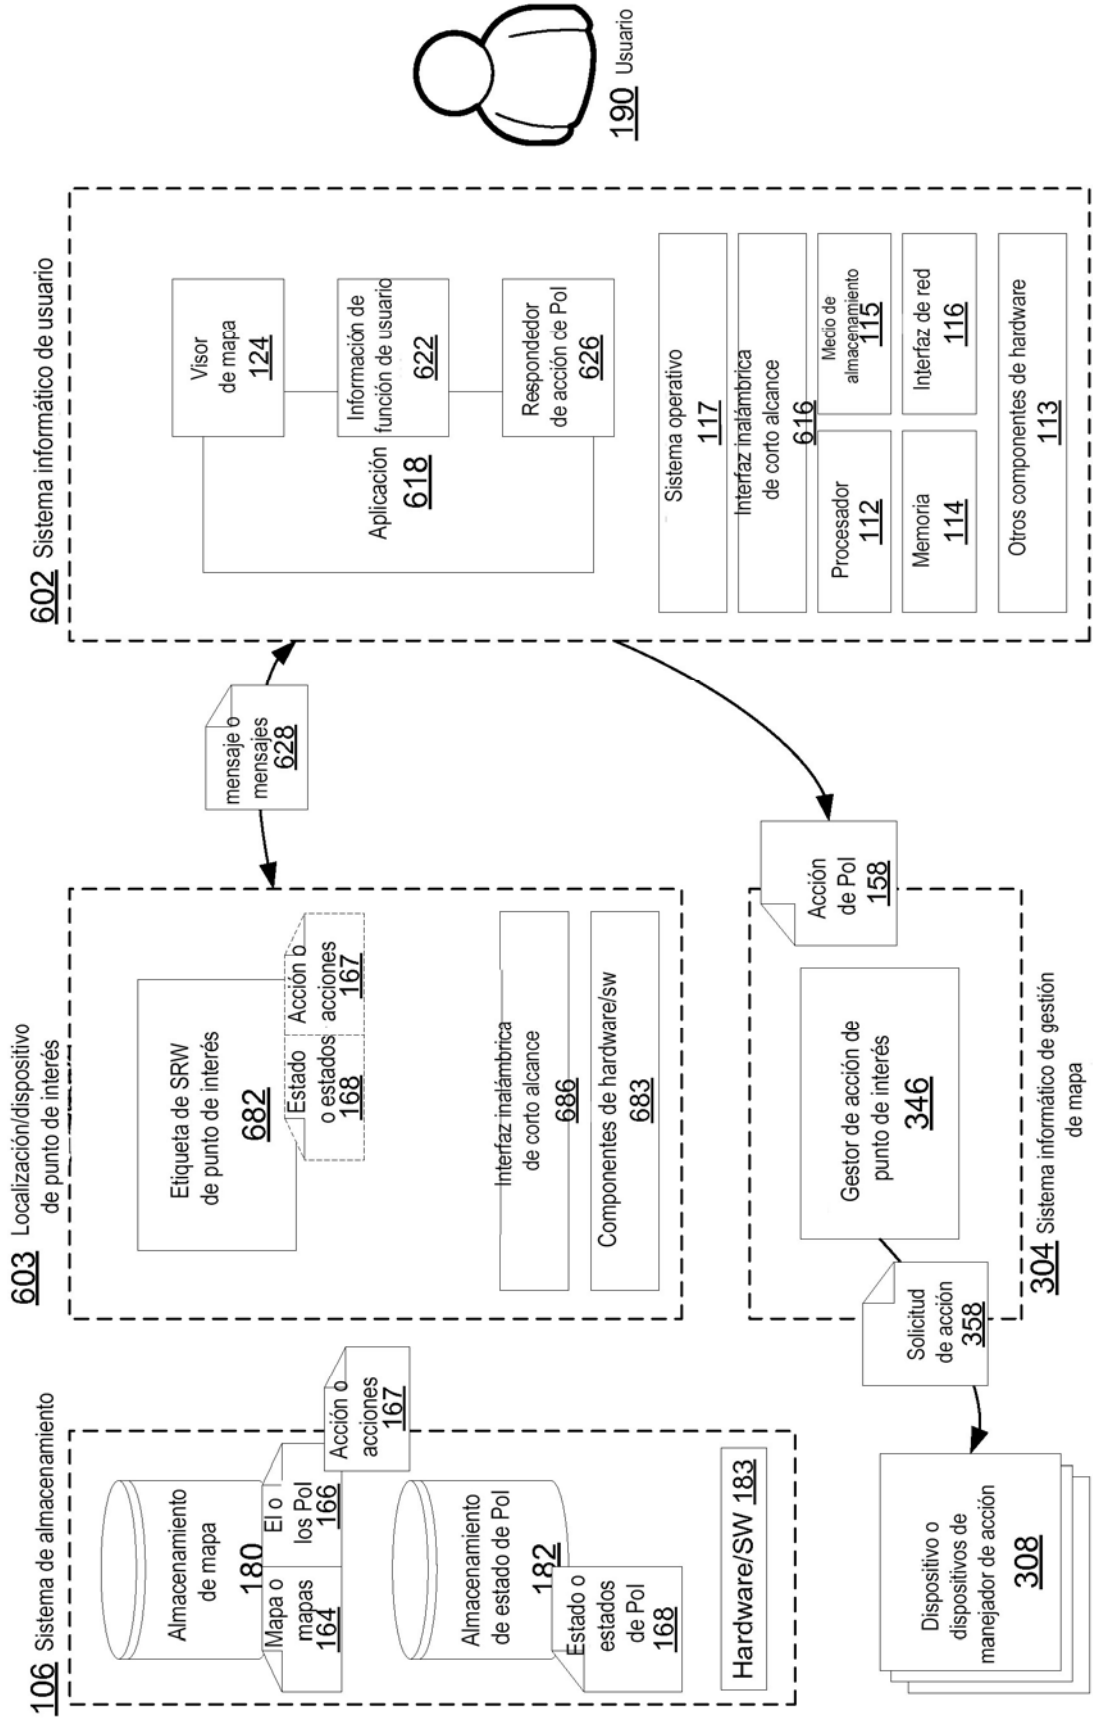 106 Sistema de almacenamiento
Almacenamiento
de mapa
180
Mapa o
mapas
164
El o
los PoI
166
Acción o
acciones
167
Almacenamiento
de estado de PoI
182
Estado o
estados
de PoI
168
Hardware/SW 183
603 Localización/dispositivo
de punto de interés
Etiqueta de SRW
de punto de interés
682
Estado
o estados
168
Acción o
acciones
167
Interfaz inalámbrica
de corto alcance
686
Componentes de hardware/sw
683
mensaje o
mensajes
628
602 Sistema informático de usuario
Visor
de mapa
124
Información de
función de usuario
622
Respondedor
de acción de PoI
626
Aplicación
618
Sistema operativo
117
Interfaz inalámbrica
de corto alcance
616
Procesador
112
Medio de
almacenamiento
115
Memoria
114
Interfaz de red
116
Otros componentes de hardware
113
190 Usuario
Acción
de PoI
158
Gestor de acción de
punto de interés
346
304 Sistema informático de gestión
de mapa
Solicitud
de acción
358
Dispositivo o
dispositivos de
manejador de acción
308